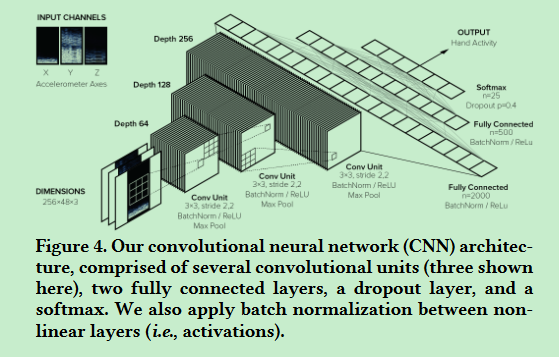 INPUT CHANNELS
X Y Z
Accelerometer Axes
Depth 256
Depth 128
Depth 64
DIMENSIONS
256×48×3
Conv Unit
3×3, stride 2,2
BatchNorm / ReLU
Max Pool
Conv Unit
3×3, stride 2,2
BatchNorm / ReLU
Max Pool
Conv Unit
3×3, stride 2,2
BatchNorm / ReLU
Max Pool
OUTPUT
Hand Activity
Softmax
n=25
Dropout p=0.4
Fully Connected
n=500
BatchNorm / ReLu
Fully Connected
n=2000
BatchNorm / ReLu
Figure 4. Our convolutional neural network (CNN) architec-
ture, comprised of several convolutional units (three shown
here), two fully connected layers, a dropout layer, and a
softmax. We also apply batch normalization between non-
linear layers (i.e., activations).